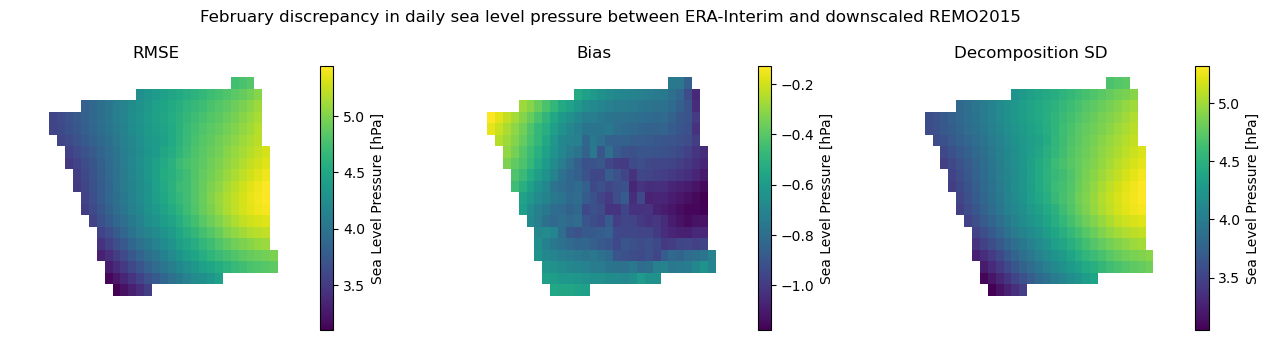 February discrepancy in daily sea level pressure between ERA-Interim and downscaled REMO2015
RMSE
5.0
4.5
4.0
3.5
Sea Level Pressure [hPa]
Bias
−0.2
−0.4
−0.6
−0.8
−1.0
Sea Level Pressure [hPa]
Decomposition SD
5.0
4.5
4.0
3.5
Sea Level Pressure [hPa]